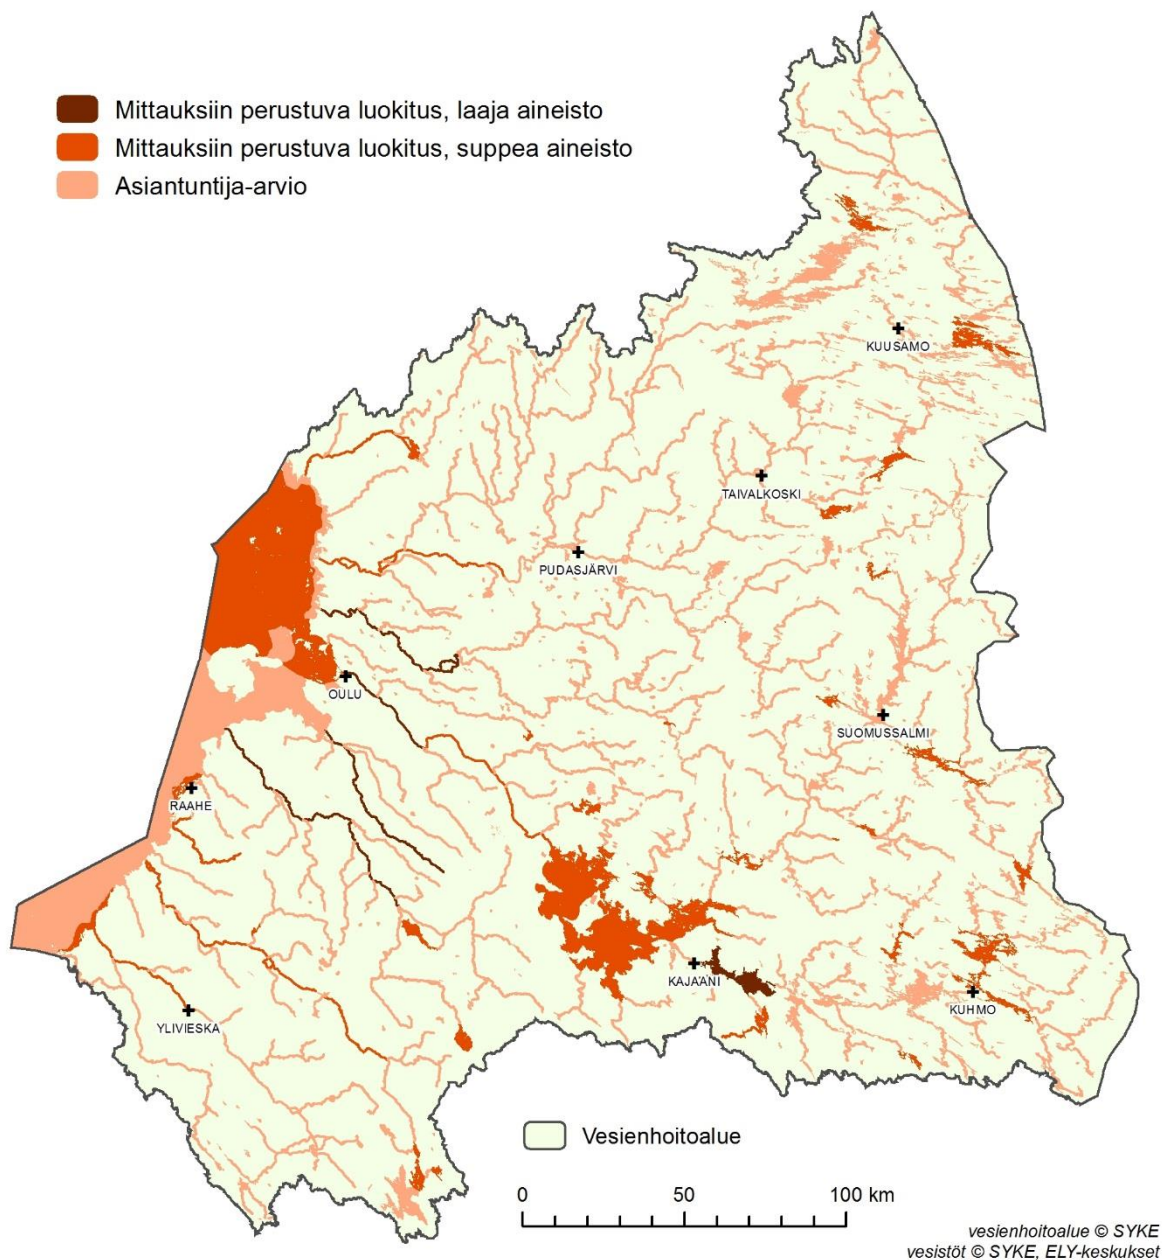 Mittauksiin perustuva luokitus, laaja aineisto
Mittauksiin perustuva luokitus, suppea aineisto
Asiantuntija-arvio
KUUSAMO
TAIVALKOSKI
PUDASJÄRVI
OULU
SUOMUSSALMI
RAAHE
KAJAANI
KUHMO
YLIVIESKA
Vesienhoitoalue
0 50 100 km
vesienhoitoalue © SYKE
vesistöt © SYKE, ELY-keskukset